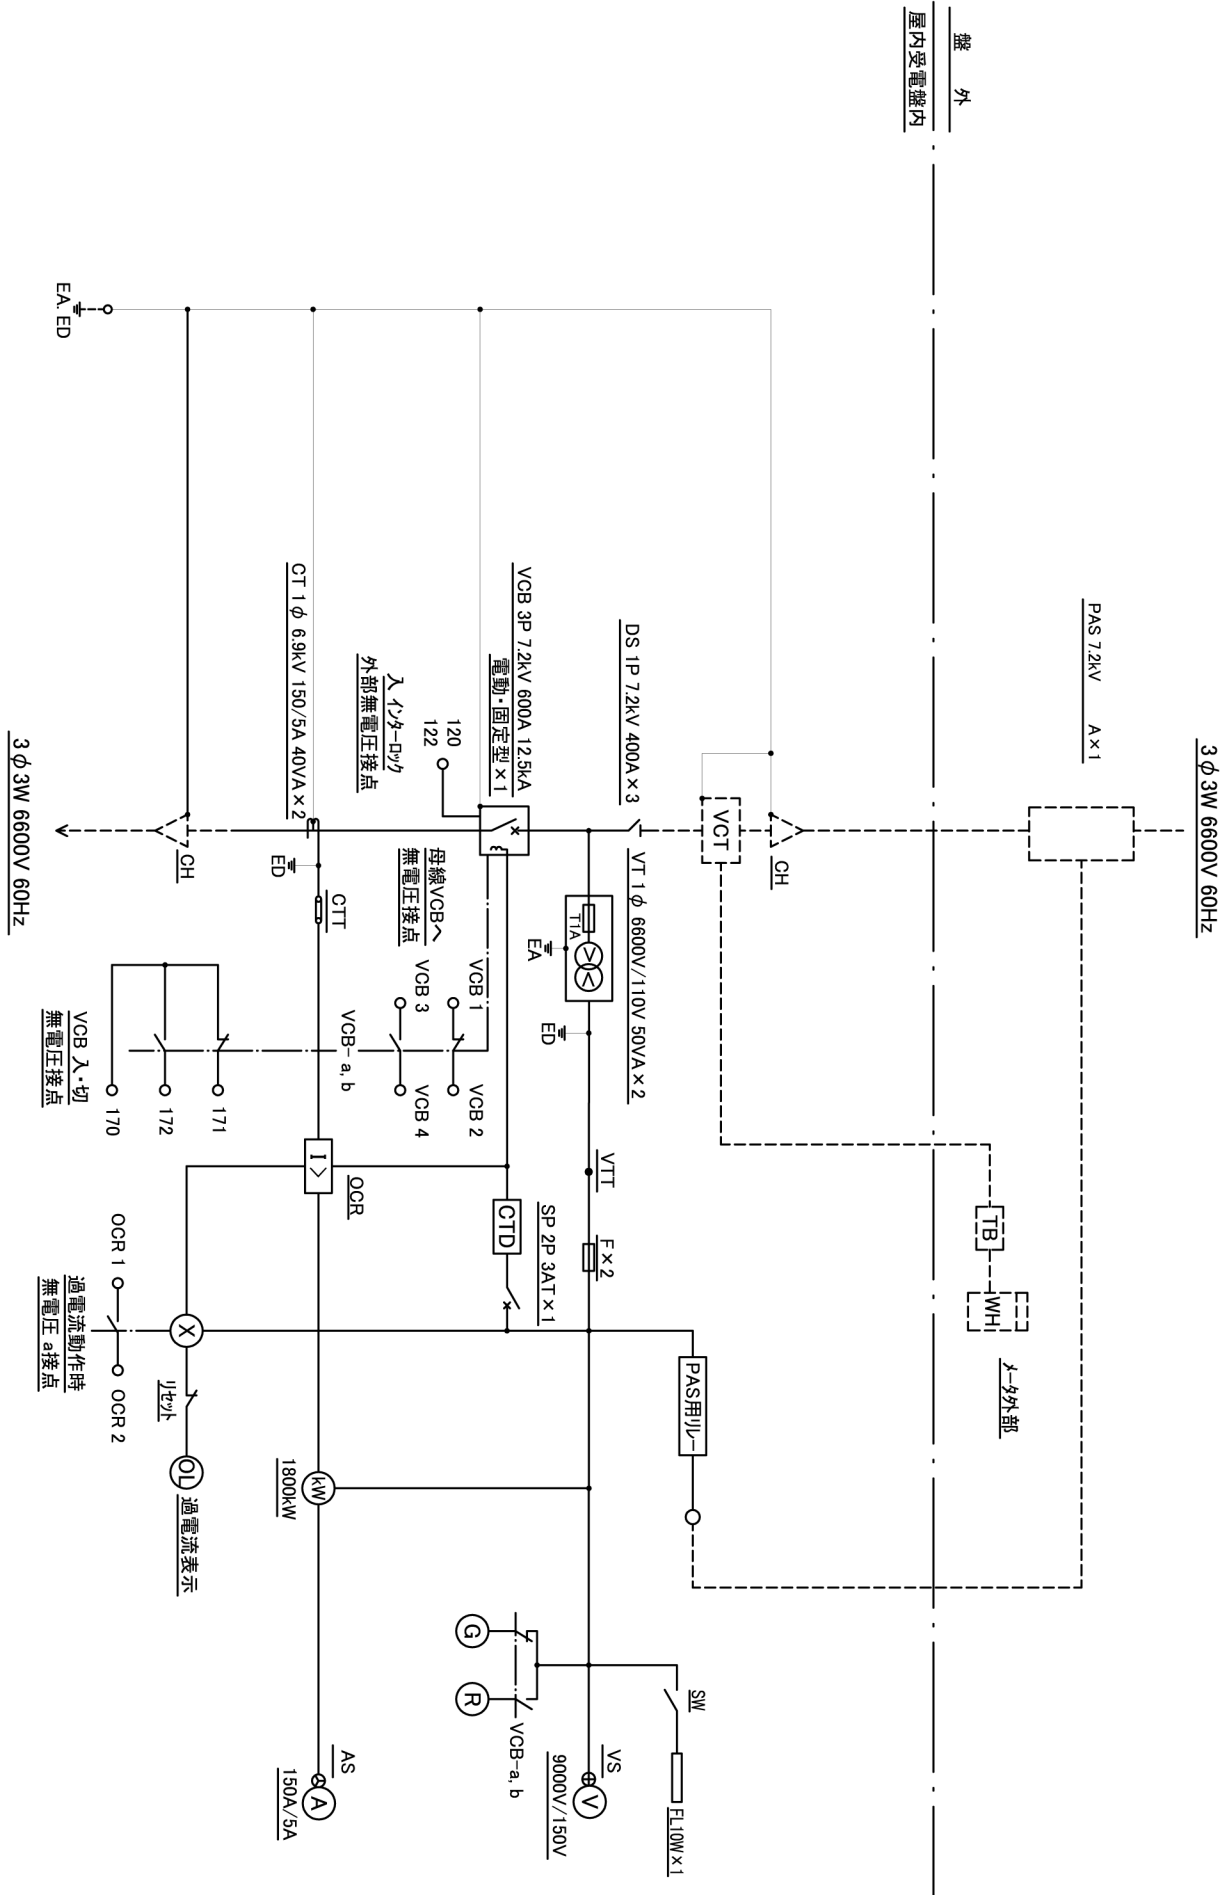 3φ3W 6600V 60Hz
PAS 7.2kV A×1
盤 外
屋内受電盤内
メータ外部
WH
TB
CH
VCT
DS 1P 7.2kV 400A×3
VT 1φ 6600V/110V 50VA×2
T1A
EA
ED
VTT
F×2
PAS用リレー
SW
FL10W×1
VS
V
9000V/150V
VCB 3P 7.2kV 600A 12.5kA
電動・固定型×1
入 インターロック
外部無電圧接点
120
122
母線VCBへ
無電圧接点
VCB 1
VCB 2
VCB 3
VCB 4
VCB-a, b
SP 2P 3AT×1
CTD
G
R
VCB-a, b
CT 1φ 6.9kV 150/5A 40VA×2
ED
CTT
OCR
I>
kW
1800kW
AS
A
150A/5A
171
172
170
VCB 入・切
無電圧接点
X
リセット
OL
過電流表示
OCR 1
OCR 2
過電流動作時
無電圧 a接点
CH
EA. ED
3φ3W 6600V 60Hz